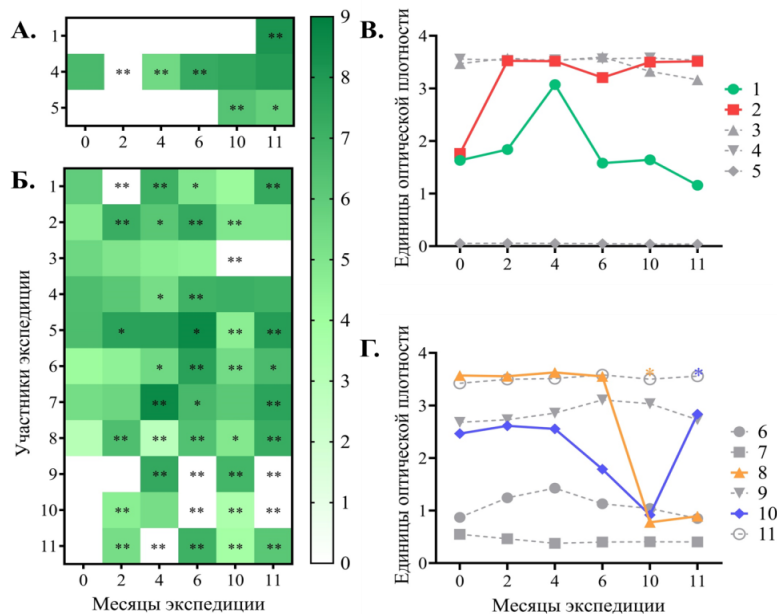 А.
1
**
4
** ** **
5
** *
0 2 4 6 10 11
Б.
1
** ** * **
2
** * ** **
3
**
4
* **
5
* * ** **
6
* ** ** *
7
** * **
8
** ** ** * **
9
** ** ** **
10
** ** ** **
11
** ** ** ** **
0 2 4 6 10 11
Участники экспедиции
Месяцы экспедиции
9
8
7
6
5
4
3
2
1
0
В.
Единицы оптической плотности
4
3
2
1
0
0 2 4 6 10 11
1
2
3
4
5
Г.
Единицы оптической плотности
4
3
2
1
0
* *
0 2 4 6 10 11
Месяцы экспедиции
6
7
8
9
10
11